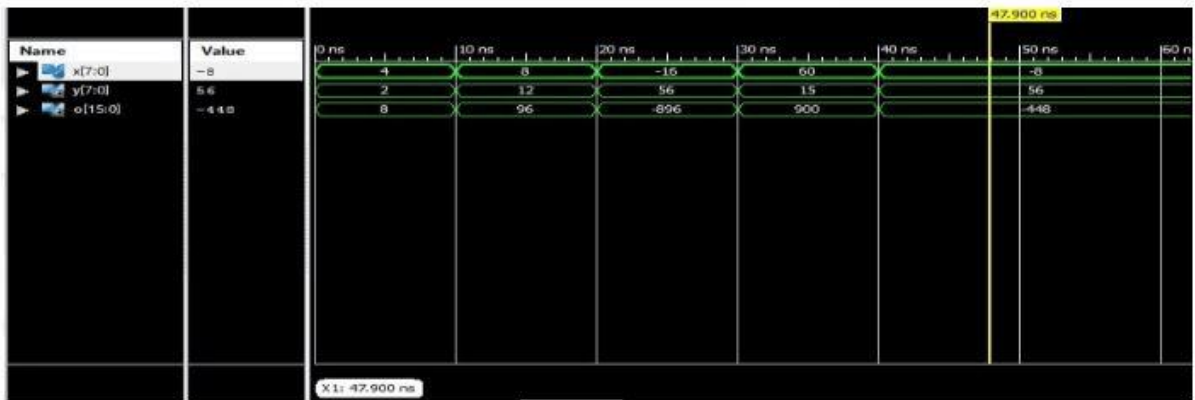 47.900 ns
Name Value 0 ns 10 ns 20 ns 30 ns 40 ns 50 ns 60 n
x[7:0] -8 4 8 -16 60 -8
y[7:0] 56 2 12 56 15 56
o[15:0] -448 8 96 -896 900 -448
X1: 47.900 ns